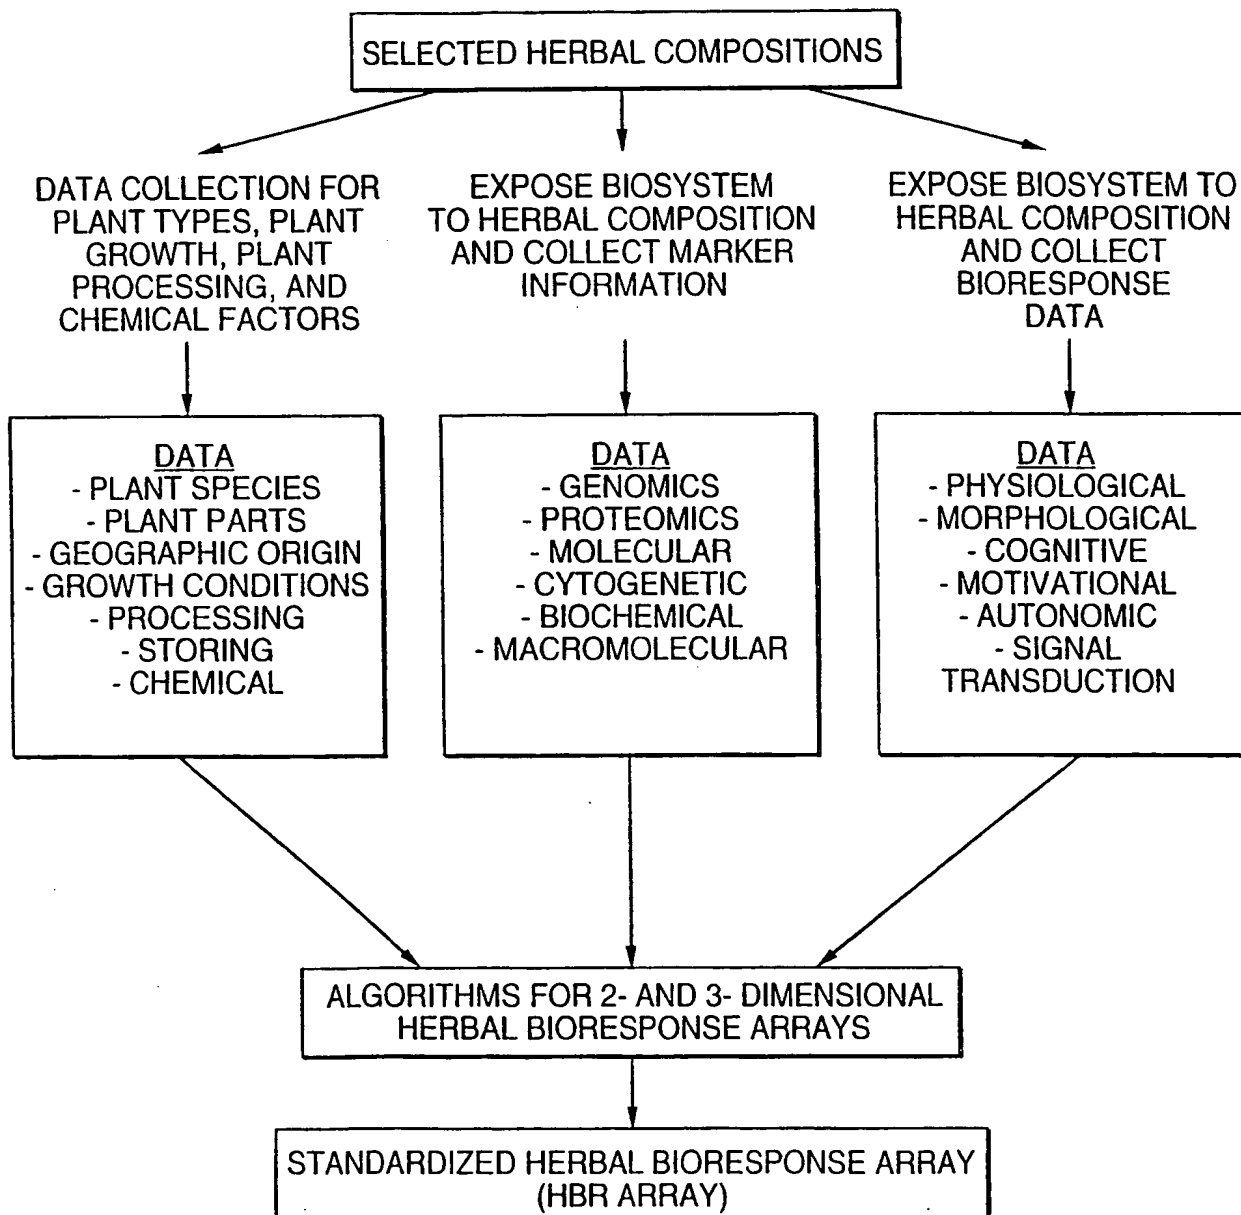 SELECTED HERBAL COMPOSITIONS
DATA COLLECTION FOR
PLANT TYPES, PLANT
GROWTH, PLANT
PROCESSING, AND
CHEMICAL FACTORS
EXPOSE BIOSYSTEM
TO HERBAL COMPOSITION
AND COLLECT MARKER
INFORMATION
EXPOSE BIOSYSTEM TO
HERBAL COMPOSITION
AND COLLECT
BIORESPONSE
DATA
DATA
- PLANT SPECIES
- PLANT PARTS
- GEOGRAPHIC ORIGIN
- GROWTH CONDITIONS
- PROCESSING
- STORING
- CHEMICAL
DATA
- GENOMICS
- PROTEOMICS
- MOLECULAR
- CYTOGENETIC
- BIOCHEMICAL
- MACROMOLECULAR
DATA
- PHYSIOLOGICAL
- MORPHOLOGICAL
- COGNITIVE
- MOTIVATIONAL
- AUTONOMIC
- SIGNAL
TRANSDUCTION
ALGORITHMS FOR 2- AND 3- DIMENSIONAL
HERBAL BIORESPONSE ARRAYS
STANDARDIZED HERBAL BIORESPONSE ARRAY
(HBR ARRAY)